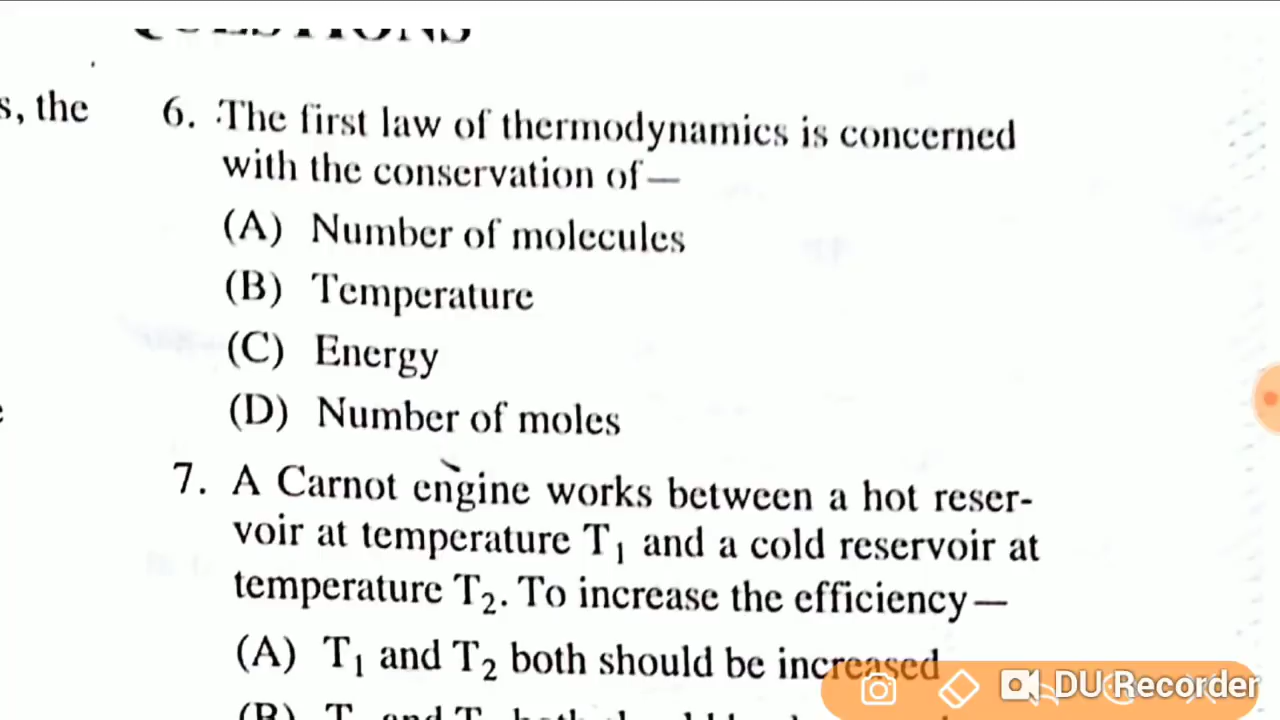 QUESTIONS
s, the
6. The first law of thermodynamics is concerned
with the conservation of—
(A) Number of molecules
(B) Temperature
(C) Energy
(D) Number of moles
7. A Carnot engine works between a hot reser-
voir at temperature T₁ and a cold reservoir at
temperature T₂. To increase the efficiency—
(A) T₁ and T₂ both should be increased
DU Recorder